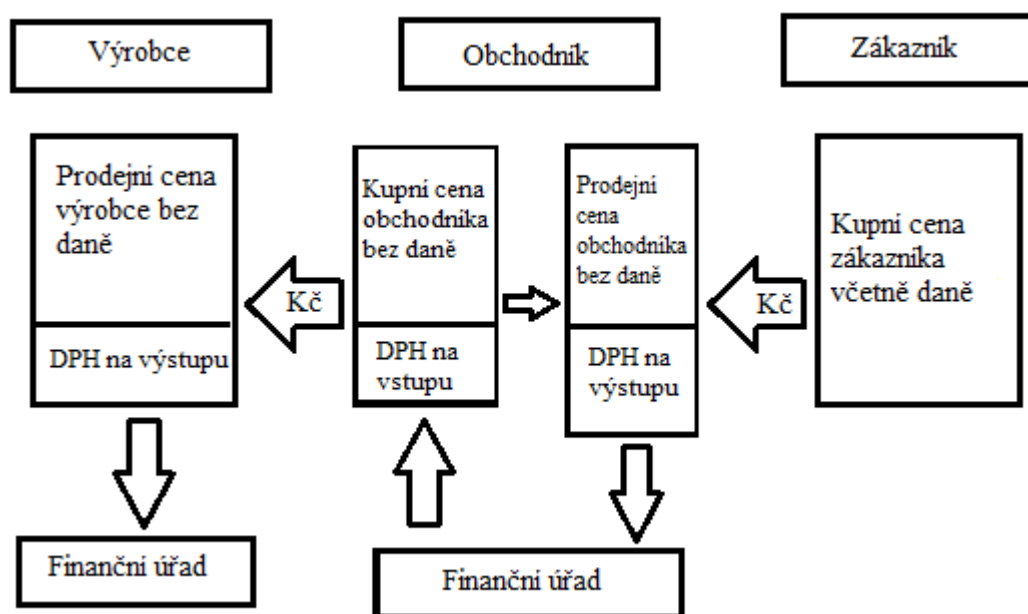 Výrobce
Obchodník
Zákazník
Prodejní cena
výrobce bez
daně
DPH na výstupu
Kč
Kupní cena
obchodníka
bez daně
DPH na
vstupu
Prodejní
cena
obchodníka
bez daně
DPH na
výstupu
Kč
Kupní cena
zákazníka
včetně daně
Finanční úřad
Finanční úřad